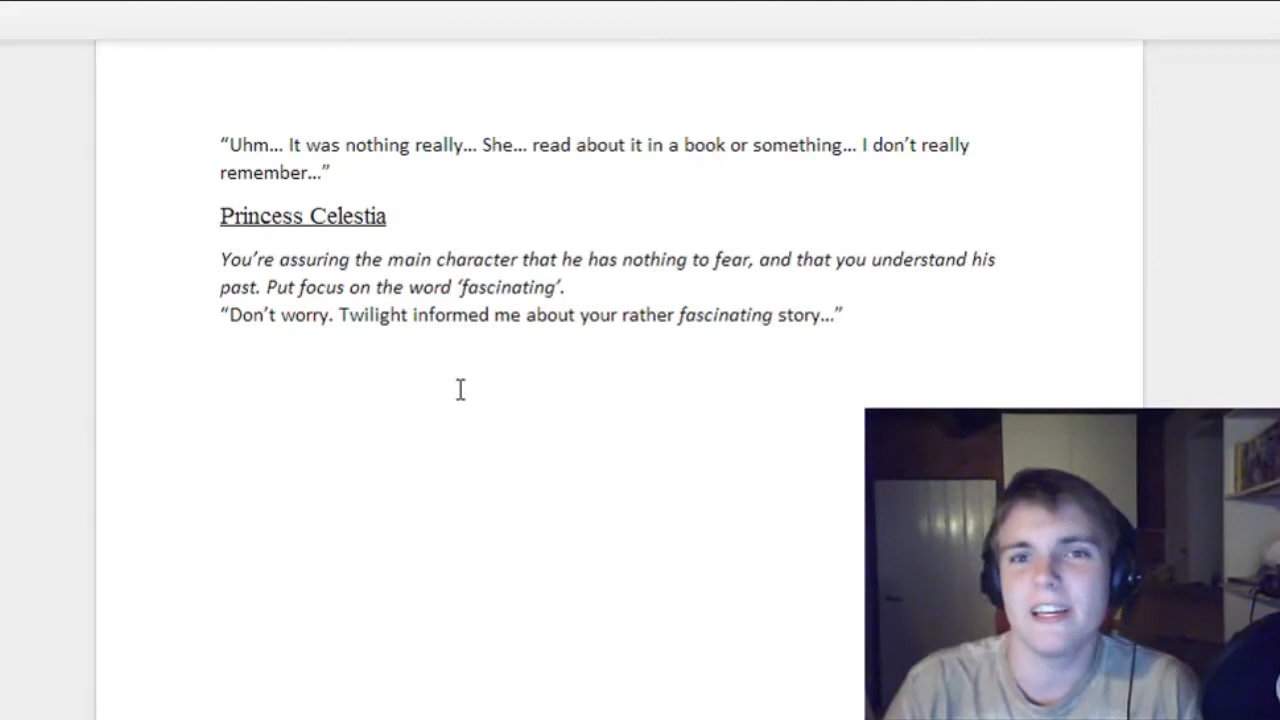 “Uhm... It was nothing really... She... read about it in a book or something... I don’t really
remember...”
Princess Celestia
You’re assuring the main character that he has nothing to fear, and that you understand his
past. Put focus on the word ‘fascinating’.
“Don’t worry. Twilight informed me about your rather fascinating story...”